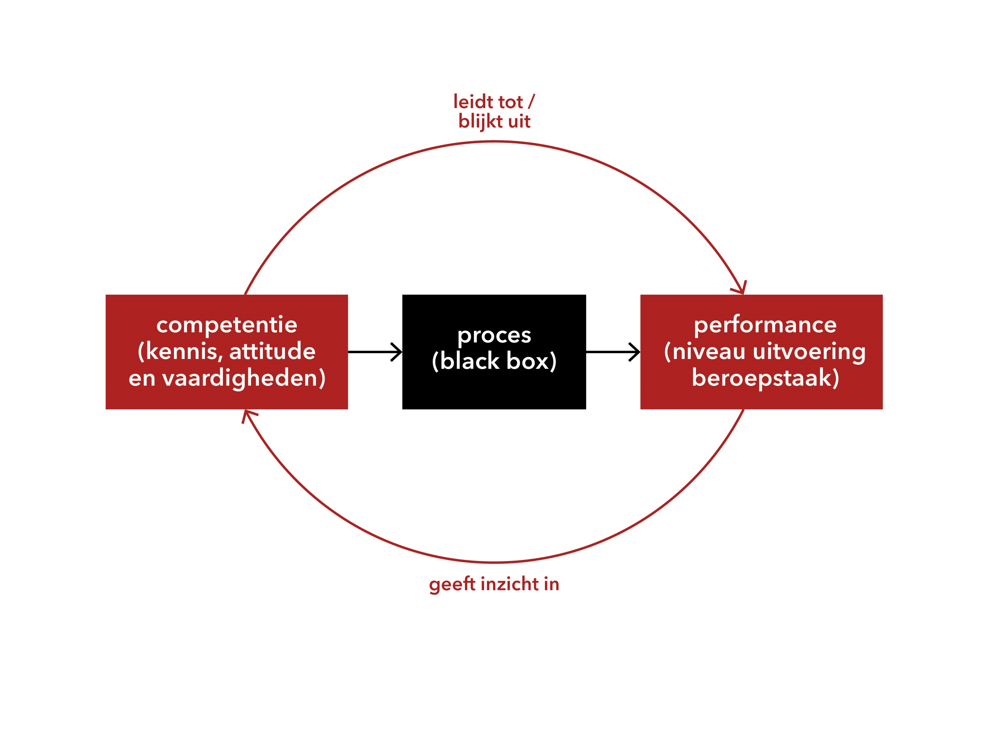 leidt tot /
blijkt uit
competentie
(kennis, attitude
en vaardigheden)
proces
(black box)
performance
(niveau uitvoering
beroepstaak)
geeft inzicht in